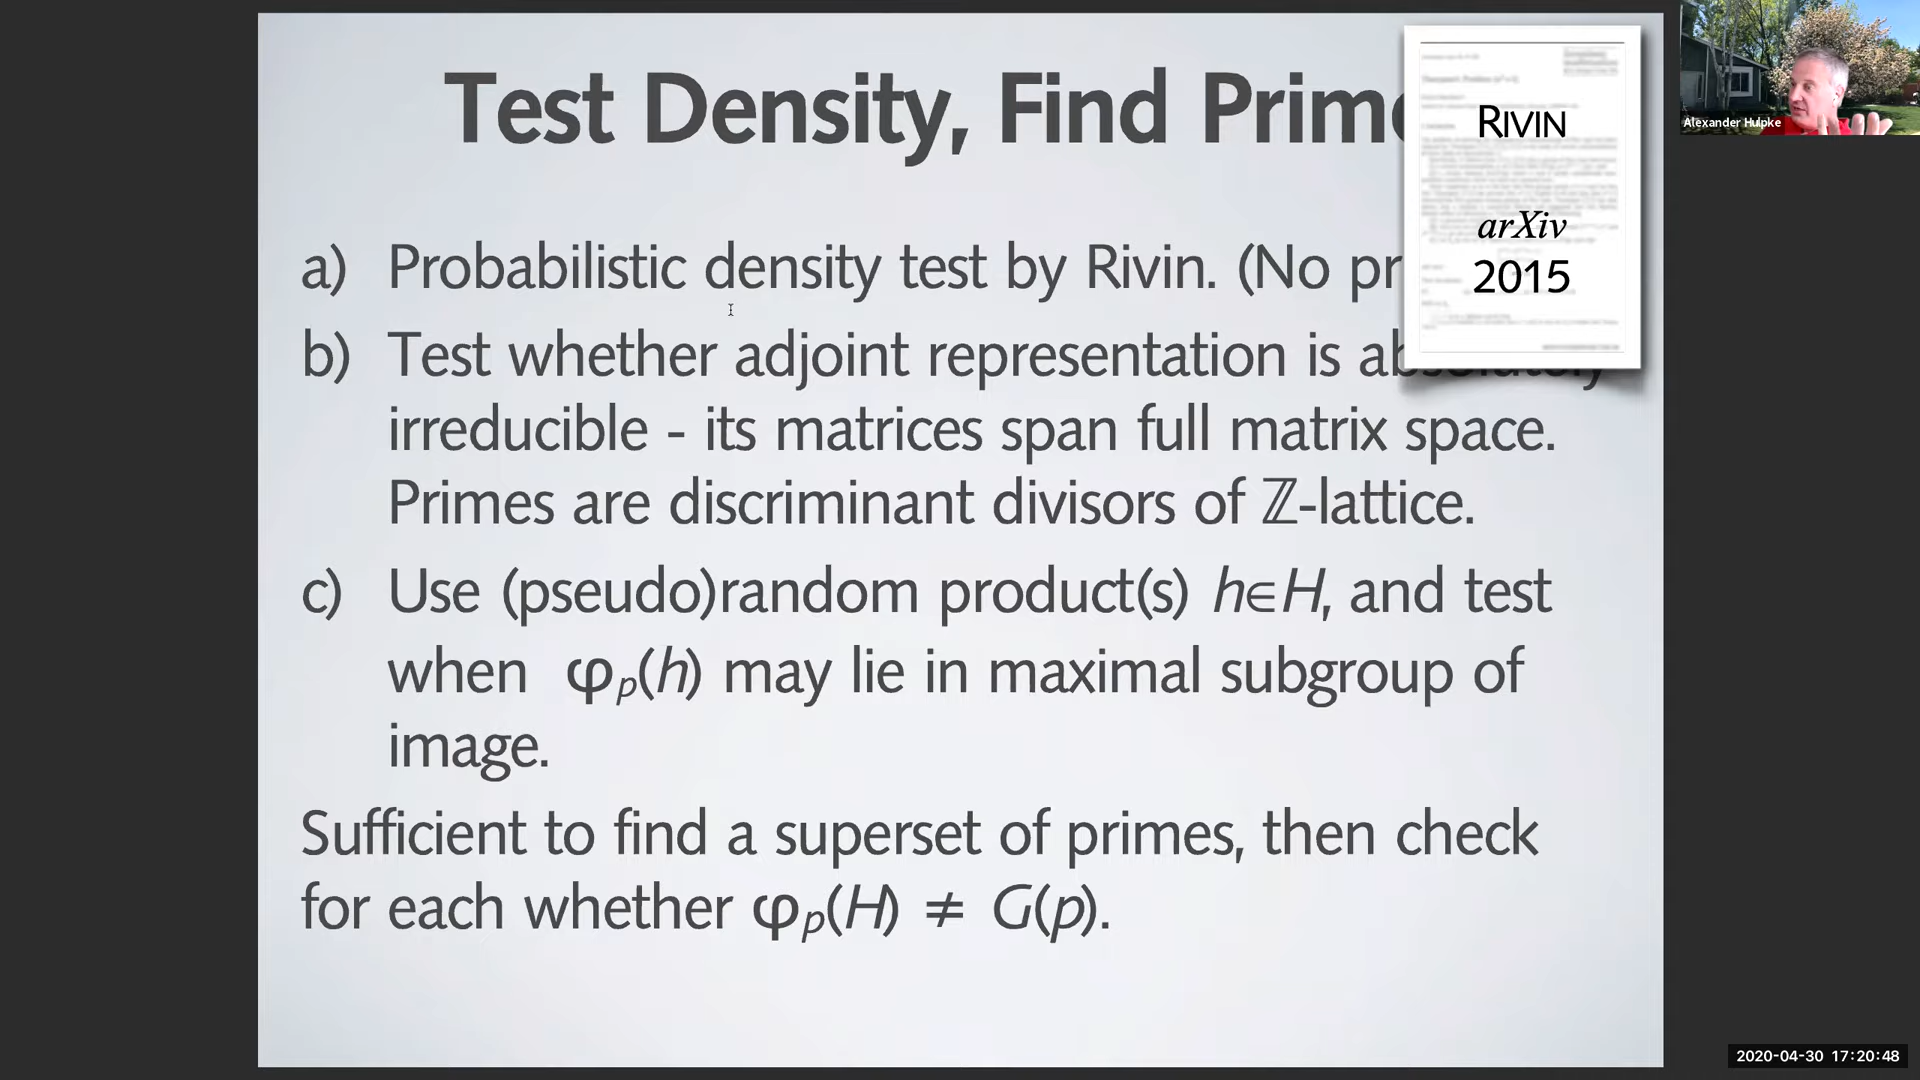 Test Density, Find Prim
RIVIN
arXiv
2015
a) Probabilistic density test by Rivin. (No pr
b) Test whether adjoint representation is absolutely
irreducible - its matrices span full matrix space.
Primes are discriminant divisors of ℤ-lattice.
c) Use (pseudo)random product(s) h∈H, and test
when φp(h) may lie in maximal subgroup of
image.
Sufficient to find a superset of primes, then check
for each whether φp(H) ≠ G(p).
Alexander Hulpke
2020-04-30 17:20:48